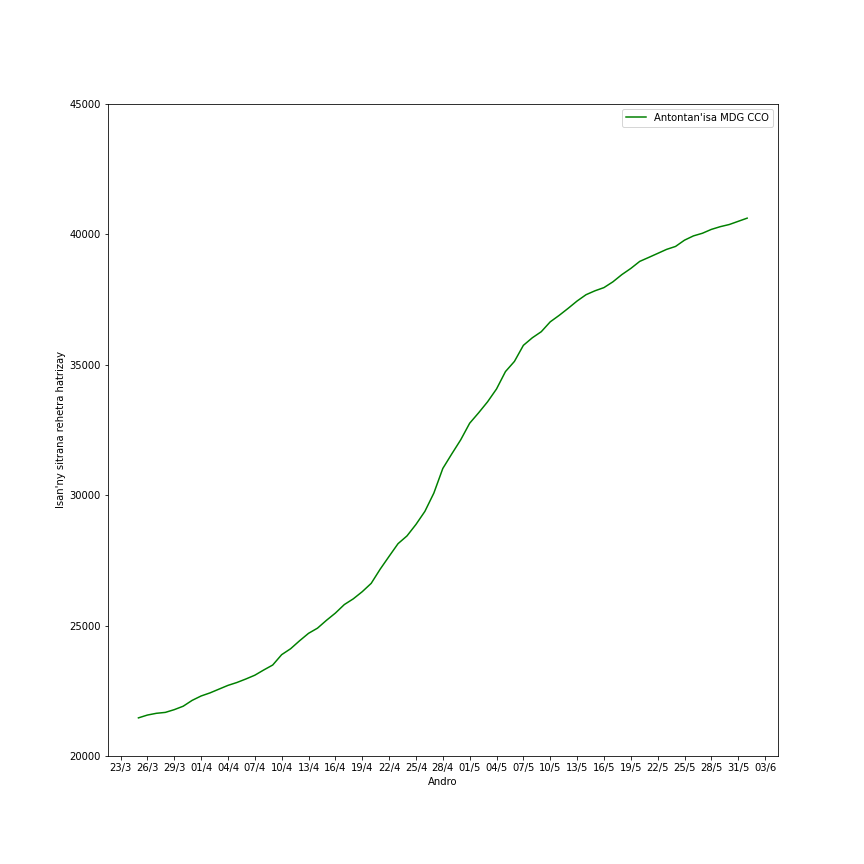 Antontan'isa MDG CCO
45000
40000
35000
30000
25000
20000
Isan'ny sitrana rehetra hatrizay
23/3 26/3 29/3 01/4 04/4 07/4 10/4 13/4 16/4 19/4 22/4 25/4 28/4 01/5 04/5 07/5 10/5 13/5 16/5 19/5 22/5 25/5 28/5 31/5 03/6
Andro